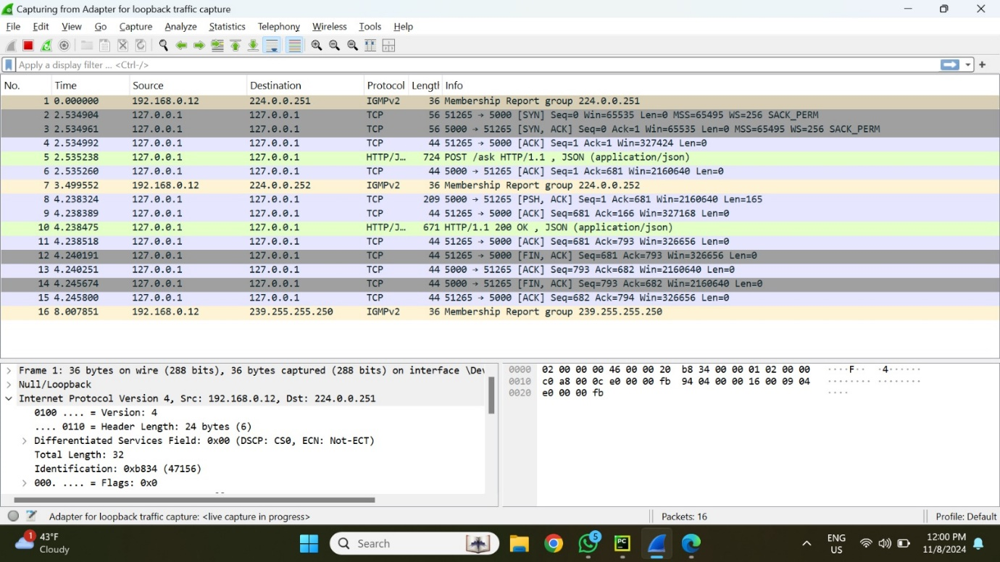 Capturing from Adapter for loopback traffic capture
File Edit View Go Capture Analyze Statistics Telephony Wireless Tools Help
Apply a display filter ... <Ctrl-/>
No. Time Source Destination Protocol Length Info
1 0.000000 192.168.0.12 224.0.0.251 IGMPv2 36 Membership Report group 224.0.0.251
2 2.534904 127.0.0.1 127.0.0.1 TCP 56 51265 → 5000 [SYN] Seq=0 Win=65535 Len=0 MSS=65495 WS=256 SACK_PERM
3 2.534961 127.0.0.1 127.0.0.1 TCP 56 5000 → 51265 [SYN, ACK] Seq=0 Ack=1 Win=65535 Len=0 MSS=65495 WS=256 SACK_PERM
4 2.534992 127.0.0.1 127.0.0.1 TCP 44 51265 → 5000 [ACK] Seq=1 Ack=1 Win=327424 Len=0
5 2.535238 127.0.0.1 127.0.0.1 HTTP/J... 724 POST /ask HTTP/1.1 , JSON (application/json)
6 2.535260 127.0.0.1 127.0.0.1 TCP 44 5000 → 51265 [ACK] Seq=1 Ack=681 Win=2160640 Len=0
7 3.499552 192.168.0.12 224.0.0.252 IGMPv2 36 Membership Report group 224.0.0.252
8 4.238324 127.0.0.1 127.0.0.1 TCP 209 5000 → 51265 [PSH, ACK] Seq=1 Ack=681 Win=2160640 Len=165
9 4.238389 127.0.0.1 127.0.0.1 TCP 44 51265 → 5000 [ACK] Seq=681 Ack=166 Win=327168 Len=0
10 4.238475 127.0.0.1 127.0.0.1 HTTP/J... 671 HTTP/1.1 200 OK , JSON (application/json)
11 4.238518 127.0.0.1 127.0.0.1 TCP 44 51265 → 5000 [ACK] Seq=681 Ack=793 Win=326656 Len=0
12 4.240191 127.0.0.1 127.0.0.1 TCP 44 51265 → 5000 [FIN, ACK] Seq=681 Ack=793 Win=326656 Len=0
13 4.240251 127.0.0.1 127.0.0.1 TCP 44 5000 → 51265 [ACK] Seq=793 Ack=682 Win=2160640 Len=0
14 4.245674 127.0.0.1 127.0.0.1 TCP 44 5000 → 51265 [FIN, ACK] Seq=793 Ack=682 Win=2160640 Len=0
15 4.245800 127.0.0.1 127.0.0.1 TCP 44 51265 → 5000 [ACK] Seq=682 Ack=794 Win=326656 Len=0
16 8.007851 192.168.0.12 239.255.255.250 IGMPv2 36 Membership Report group 239.255.255.250
Frame 1: 36 bytes on wire (288 bits), 36 bytes captured (288 bits) on interface \De
Null/Loopback
Internet Protocol Version 4, Src: 192.168.0.12, Dst: 224.0.0.251
0100 .... = Version: 4
.... 0110 = Header Length: 24 bytes (6)
Differentiated Services Field: 0x00 (DSCP: CS0, ECN: Not-ECT)
Total Length: 32
Identification: 0xb834 (47156)
000. .... = Flags: 0x0
0000 02 00 00 00 46 00 00 20 b8 34 00 00 01 02 00 00 ····F·· ·4······
0010 c0 a8 00 0c e0 00 00 fb 94 04 00 00 16 00 09 04 ········ ········
0020 e0 00 00 fb ····
Adapter for loopback traffic capture: <live capture in progress> Packets: 16 Profile: Default
1 43°F Cloudy
Search
5
PC
ENG US
12:00 PM
11/8/2024